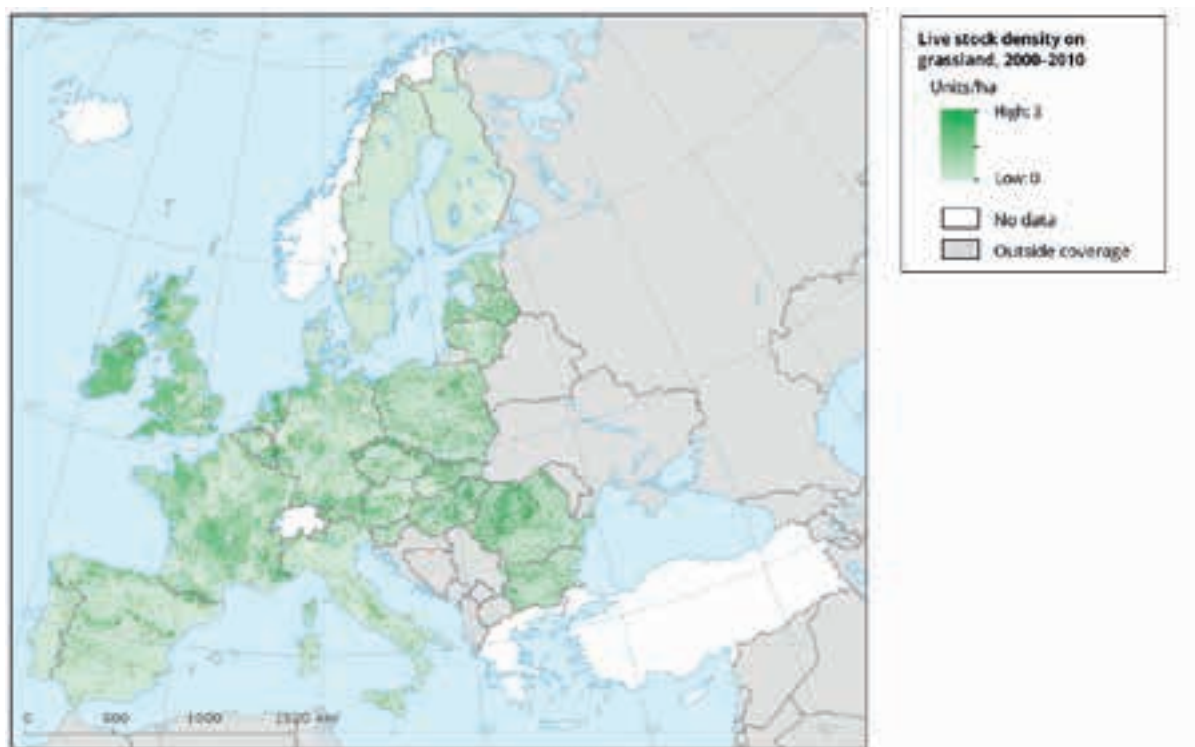 Live stock density on
grassland, 2000–2010
Units/ha
High: 3
Low: 0
No data
Outside coverage
0 500 1000 1500 km